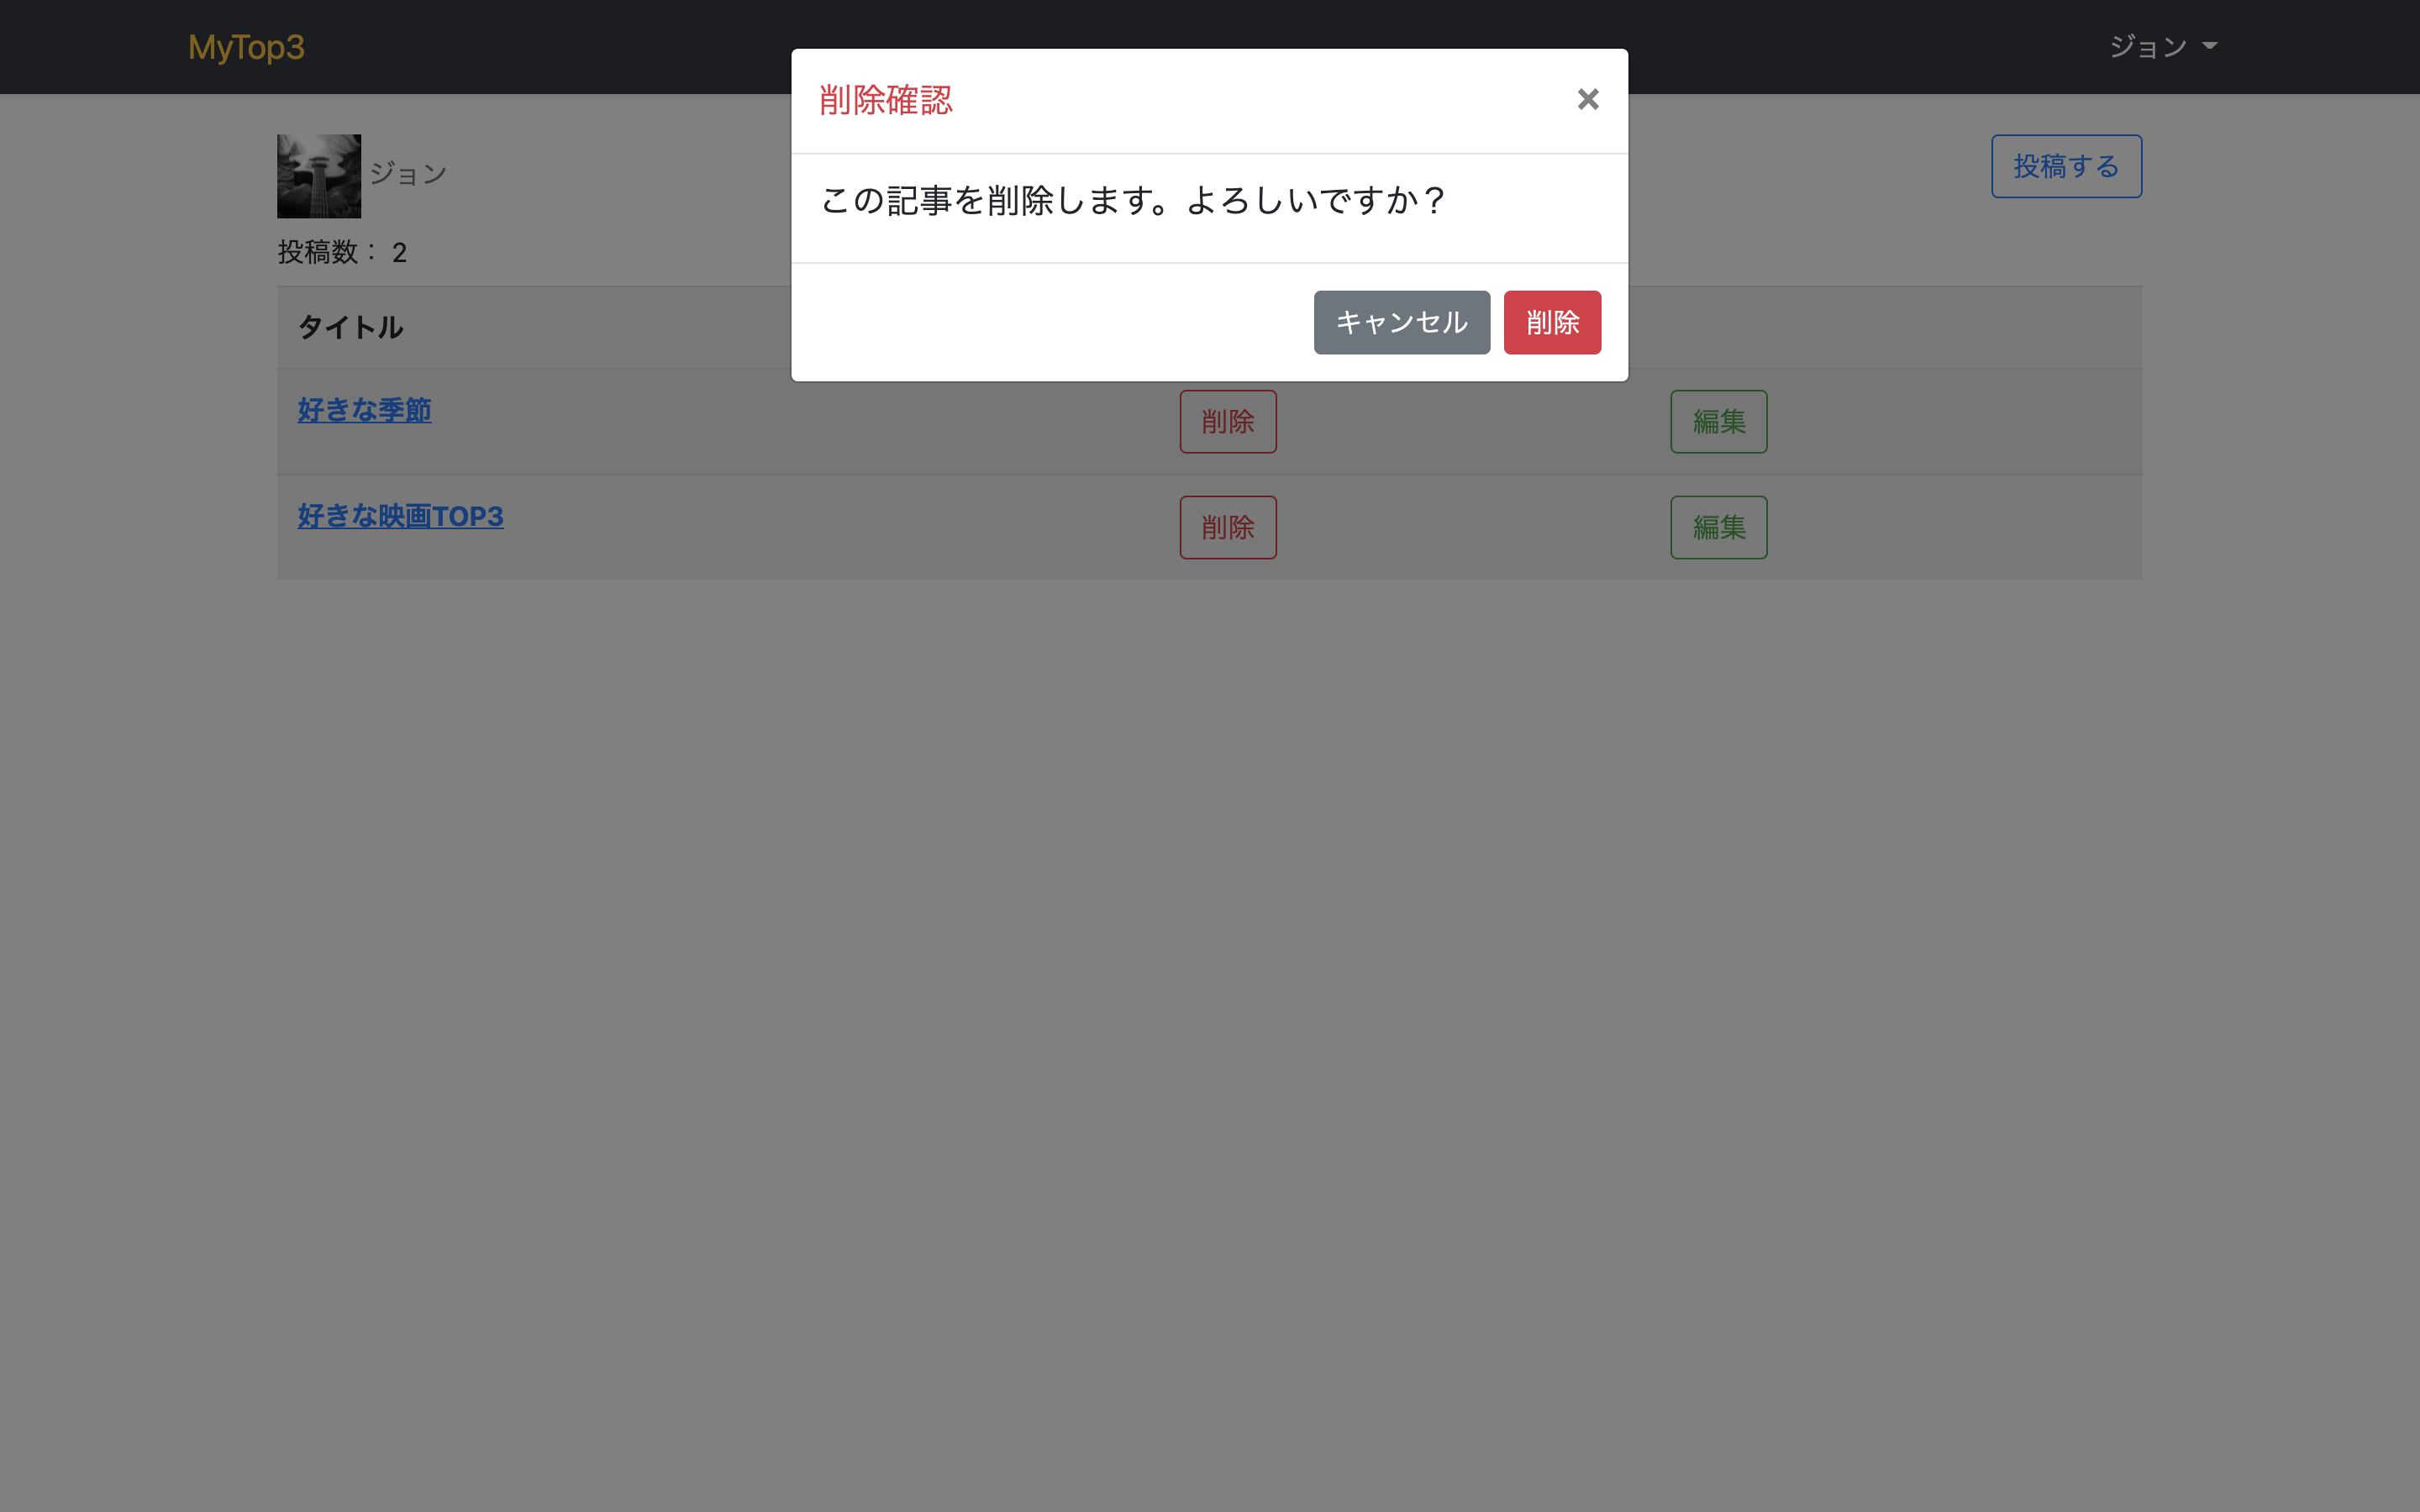 MyTop3
ジョン
削除確認
×
この記事を削除します。よろしいですか？
キャンセル
削除
ジョン
投稿する
投稿数： 2
タイトル
好きな季節
削除
編集
好きな映画TOP3
削除
編集